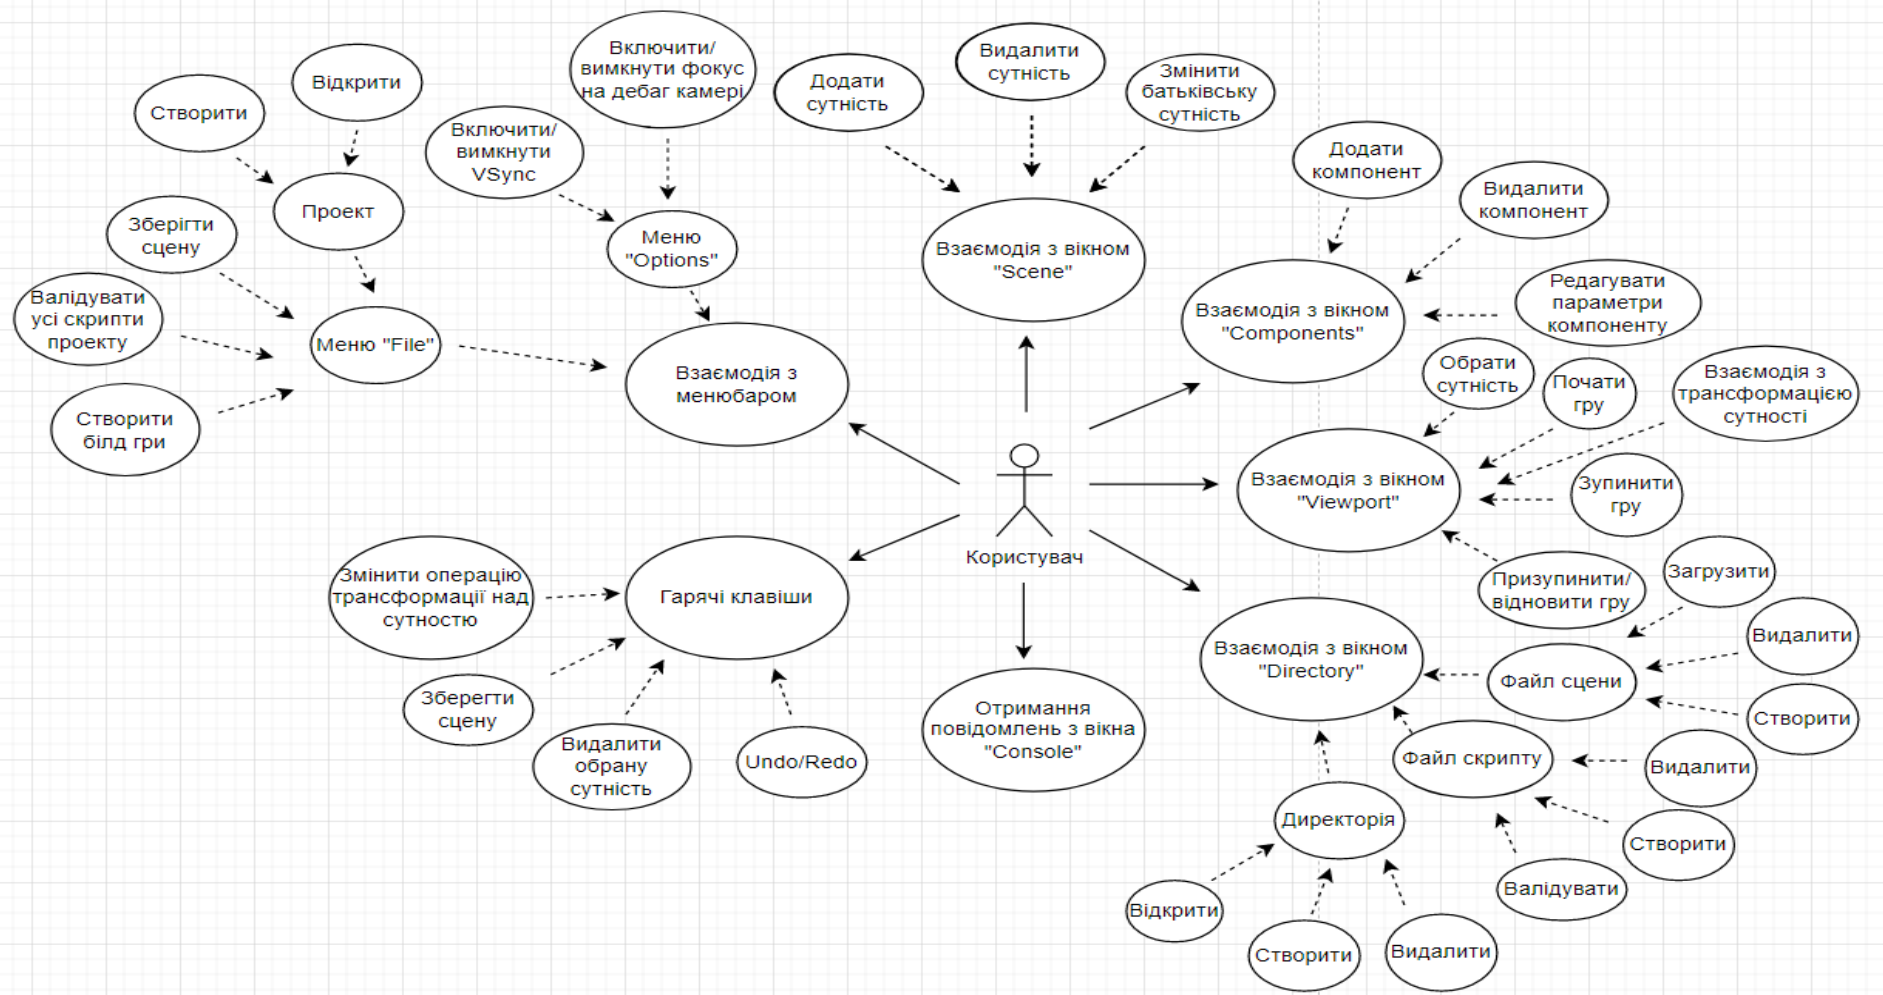 Створити
Відкрити
Проект
Зберігти
сцену
Валідувати
усі скрипти
проекту
Створити
білд гри
Меню "File"
Включити/
вимкнути
VSync
Включити/
вимкнути фокус
на дебаг камері
Меню
"Options"
Взаємодія з
менюбаром
Додати
сутність
Видалити
сутність
Змінити
батьківську
сутність
Взаємодія з вікном
"Scene"
Додати
компонент
Видалити
компонент
Редагувати
параметри
компоненту
Взаємодія з вікном
"Components"
Обрати
сутність
Почати
гру
Взаємодія з
трансформацією
сутності
Зупинити
гру
Призупинити/
відновити гру
Взаємодія з вікном
"Viewport"
Користувач
Змінити операцію
трансформації над
сутностю
Зберегти
сцену
Видалити
обрану
сутність
Undo/Redo
Гарячі клавіши
Отримання
повідомлень з вікна
"Console"
Взаємодія з вікном
"Directory"
Загрузити
Видалити
Створити
Файл сцени
Файл скрипту
Видалити
Створити
Валідувати
Директорія
Відкрити
Створити
Видалити